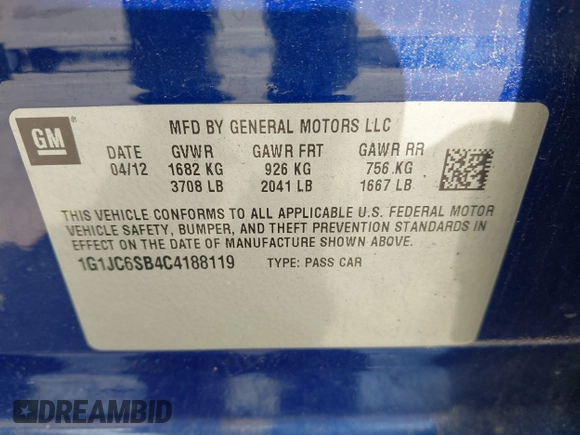 GM
MFD BY GENERAL MOTORS LLC
DATE GVWR GAWR FRT GAWR RR
04/12 1682 KG 926 KG 756 KG
3708 LB 2041 LB 1667 LB
THIS VEHICLE CONFORMS TO ALL APPLICABLE U.S. FEDERAL MOTOR
VEHICLE SAFETY, BUMPER, AND THEFT PREVENTION STANDARDS IN
EFFECT ON THE DATE OF MANUFACTURE SHOWN ABOVE.
1G1JC6SB4C4188119 TYPE: PASS CAR
DREAMBID